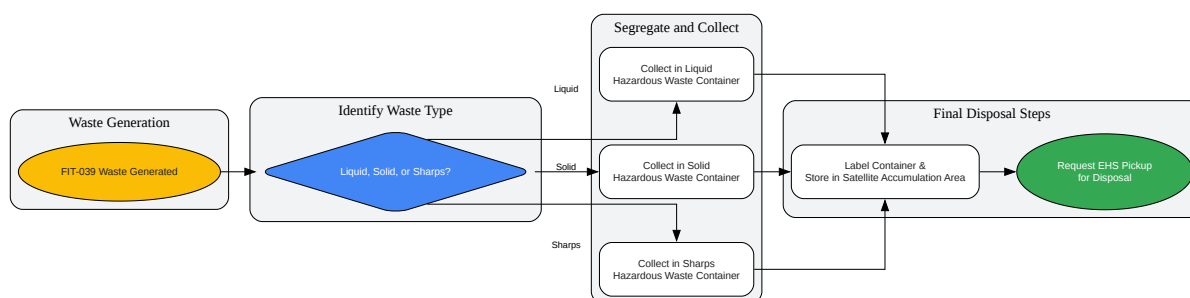 Waste Generation
FIT-039 Waste Generated
Identify Waste Type
Liquid, Solid, or Sharps?
Liquid
Solid
Sharps
Segregate and Collect
Collect in Liquid
Hazardous Waste Container
Collect in Solid
Hazardous Waste Container
Collect in Sharps
Hazardous Waste Container
Final Disposal Steps
Label Container &
Store in Satellite Accumulation Area
Request EHS Pickup
for Disposal